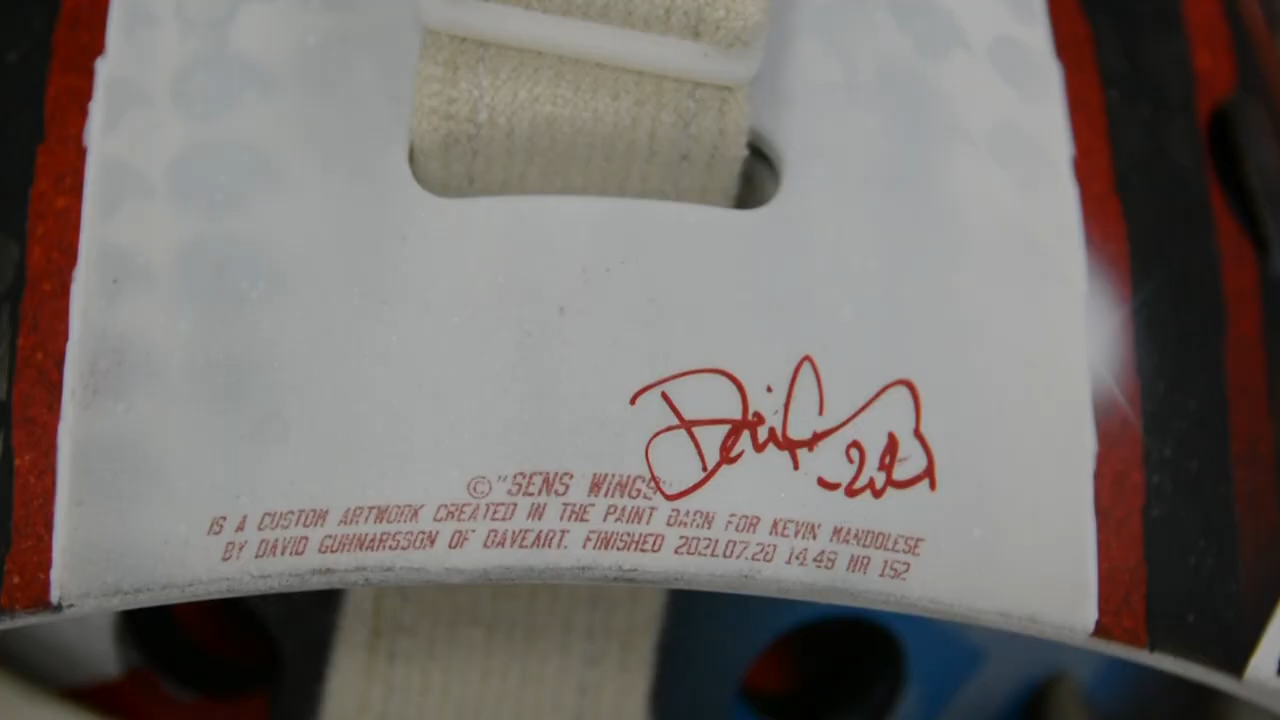 ©"SENS WINGS"
IS A CUSTOM ARTWORK CREATED IN THE PAINT BARN FOR KEVIN MANDOLESE
BY DAVID GUNNARSSON OF DAVEART. FINISHED 2021.07.20 14.48 NR 152